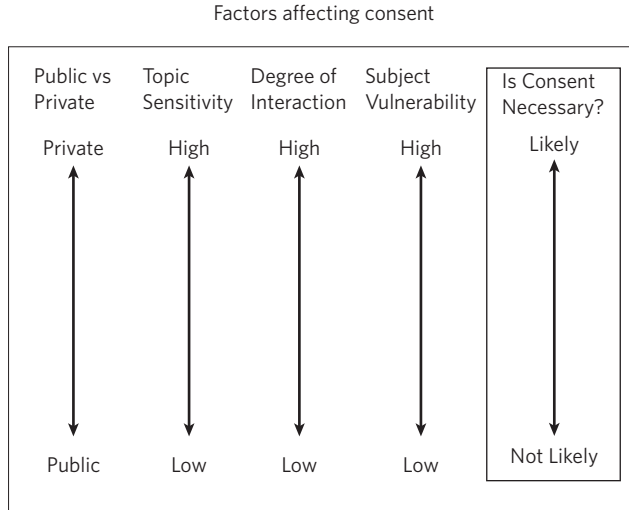 Factors affecting consent
Public vs
Private
Topic
Sensitivity
Degree of
Interaction
Subject
Vulnerability
Is Consent
Necessary?
Private
High
High
High
Likely
Public
Low
Low
Low
Not Likely